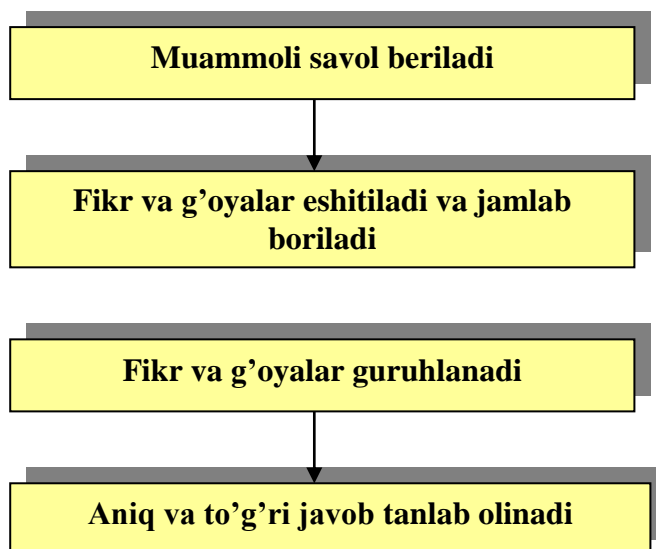 Muammoli savol beriladi
Fikr va g’oyalar eshitiladi va jamlab
boriladi
Fikr va g’oyalar guruhlanadi
Aniq va to’g’ri javob tanlab olinadi